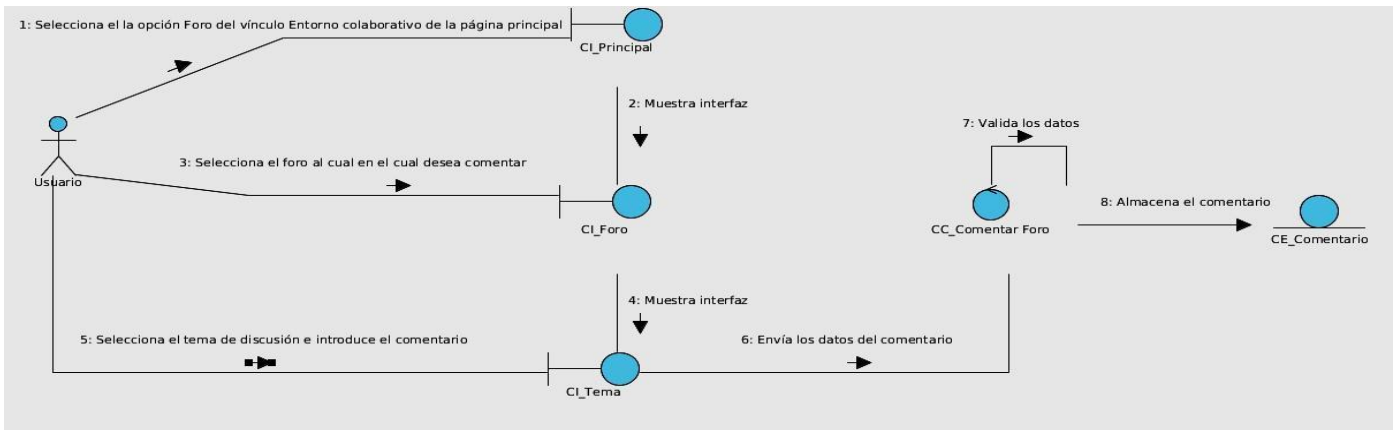 1: Selecciona el la opción Foro del vínculo Entorno colaborativo de la página principal
CI_Principal
2: Muestra interfaz
7: Valida los datos
3: Selecciona el foro al cual en el cual desea comentar
Usuario
8: Almacena el comentario
CI_Foro
CC_Comentar Foro
CE_Comentario
4: Muestra interfaz
5: Selecciona el tema de discusión e introduce el comentario
6: Envía los datos del comentario
CI_Tema